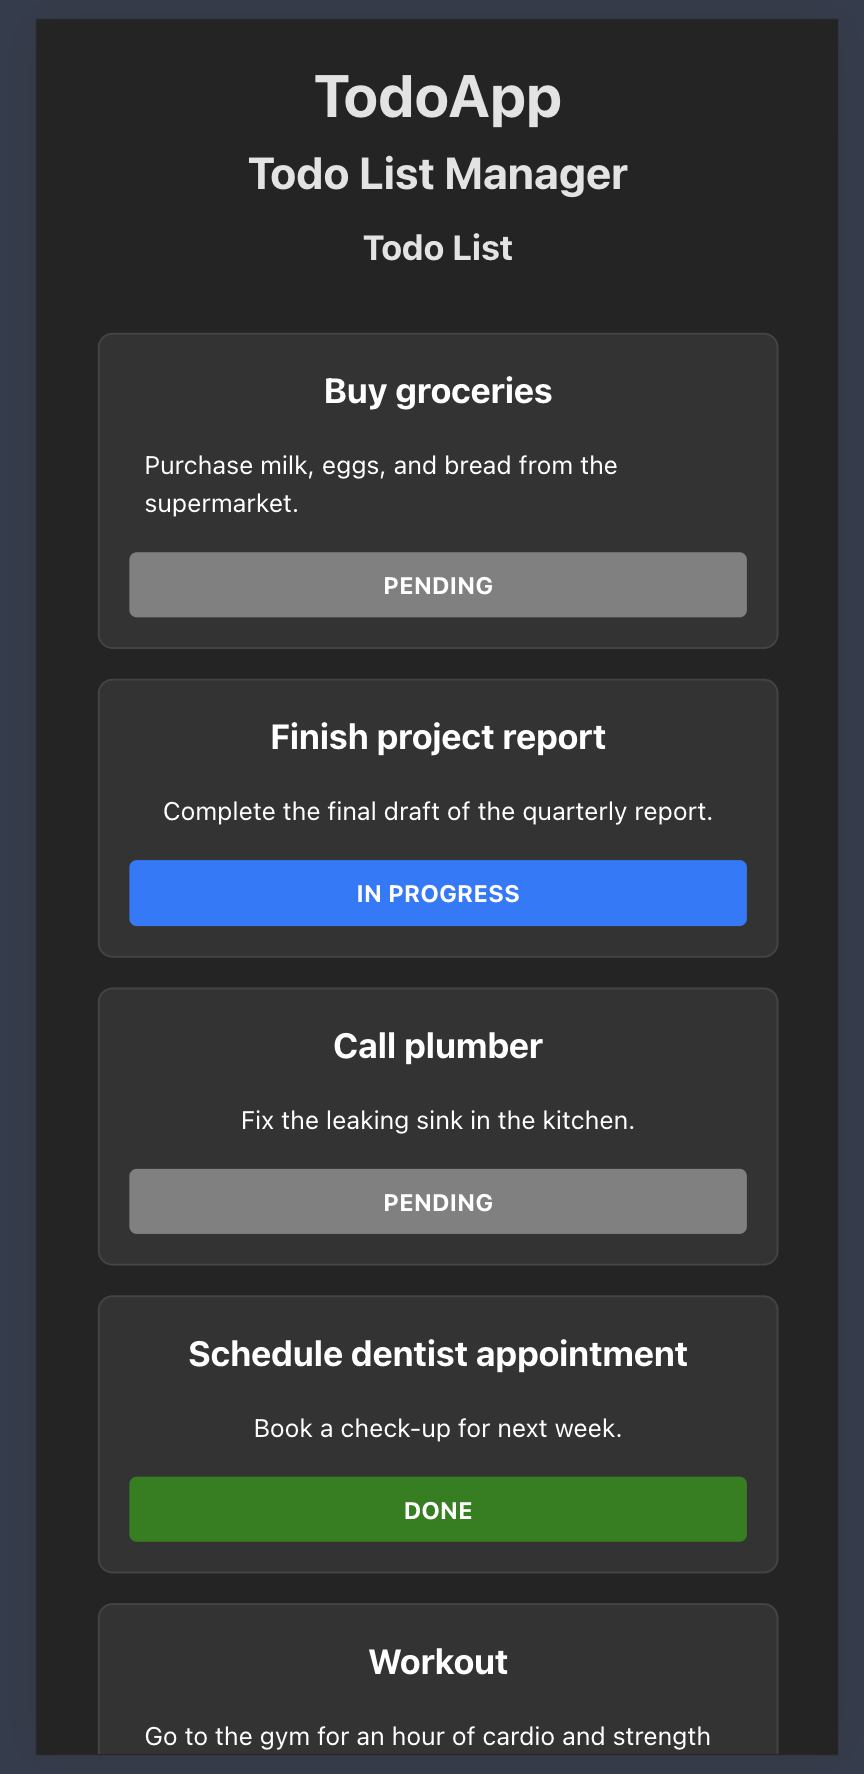 TodoApp
Todo List Manager
Todo List
Buy groceries
Purchase milk, eggs, and bread from the
supermarket.
PENDING
Finish project report
Complete the final draft of the quarterly report.
IN PROGRESS
Call plumber
Fix the leaking sink in the kitchen.
PENDING
Schedule dentist appointment
Book a check-up for next week.
DONE
Workout
Go to the gym for an hour of cardio and strength